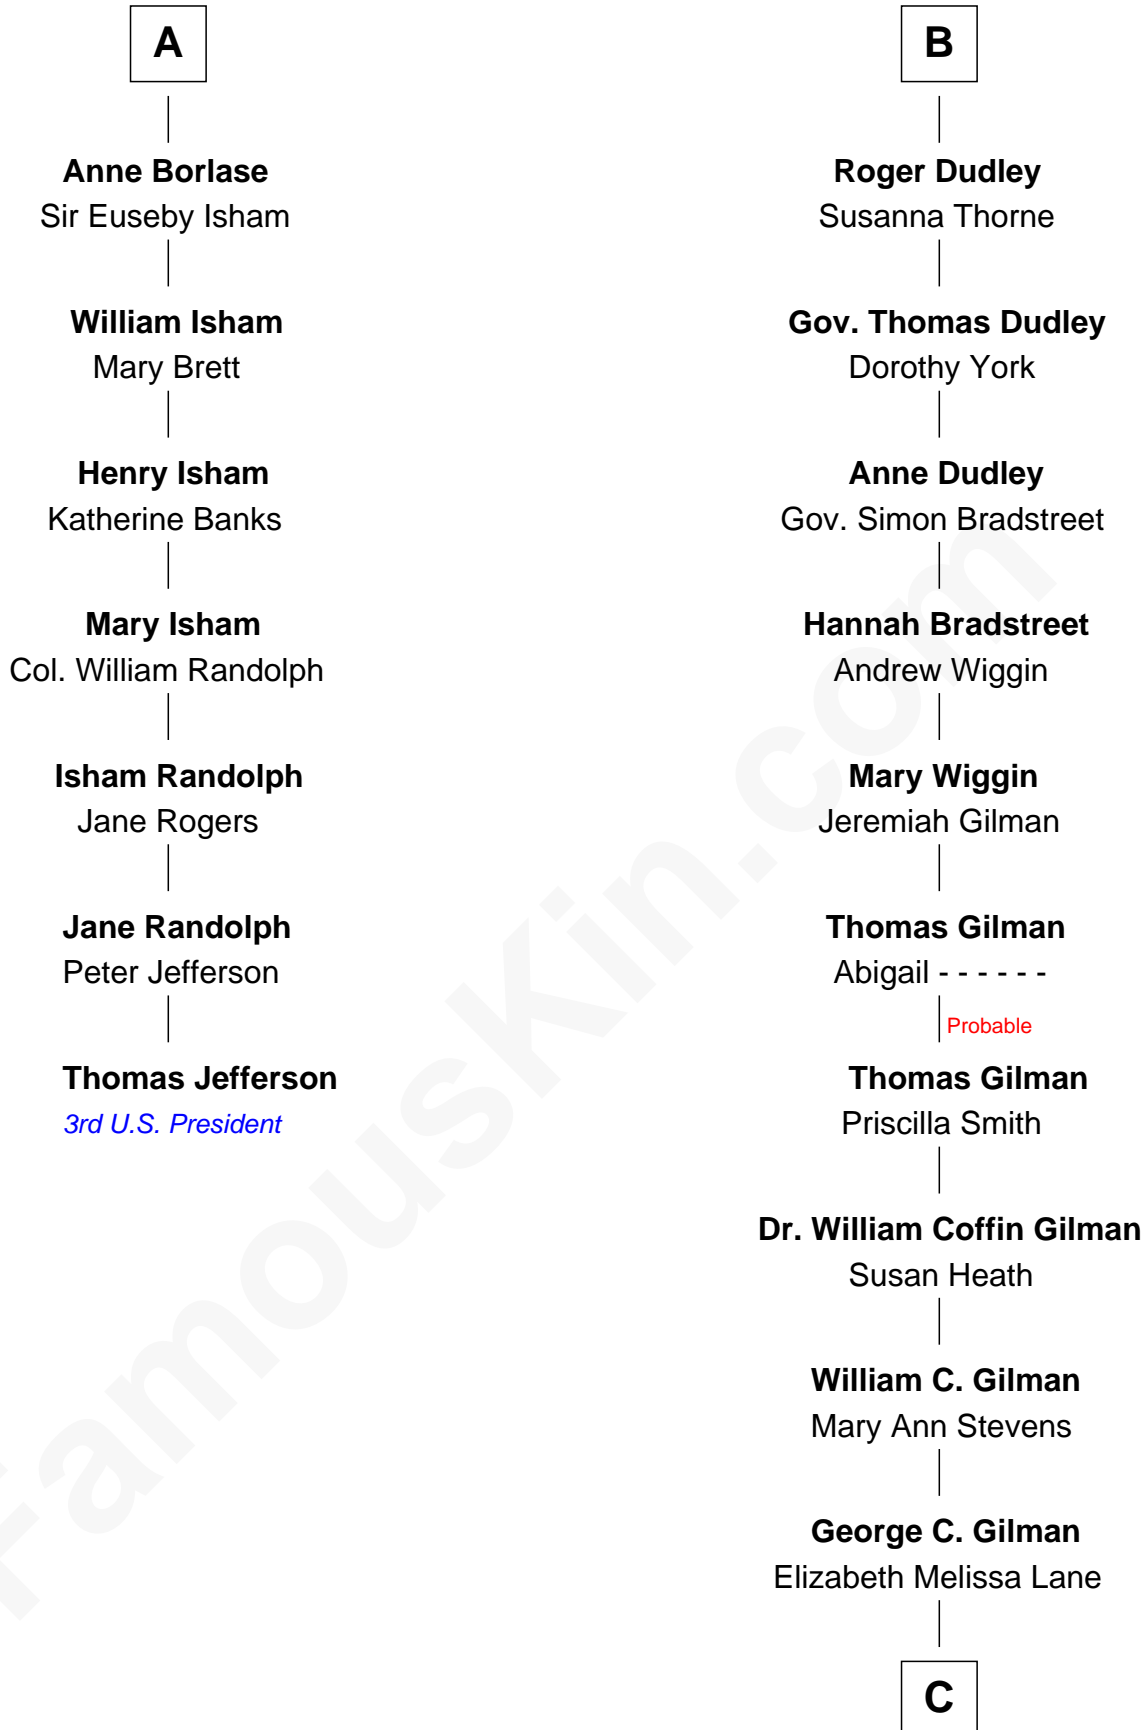 A
Anne Borlase
Sir Euseby Isham
William Isham
Mary Brett
Henry Isham
Katherine Banks
Mary Isham
Col. William Randolph
Isham Randolph
Jane Rogers
Jane Randolph
Peter Jefferson
Thomas Jefferson
3rd U.S. President
B
Roger Dudley
Susanna Thorne
Gov. Thomas Dudley
Dorothy York
Anne Dudley
Gov. Simon Bradstreet
Hannah Bradstreet
Andrew Wiggin
Mary Wiggin
Jeremiah Gilman
Thomas Gilman
Abigail - - - - - -
Probable
Thomas Gilman
Priscilla Smith
Dr. William Coffin Gilman
Susan Heath
William C. Gilman
Mary Ann Stevens
George C. Gilman
Elizabeth Melissa Lane
C
FamousKin.com